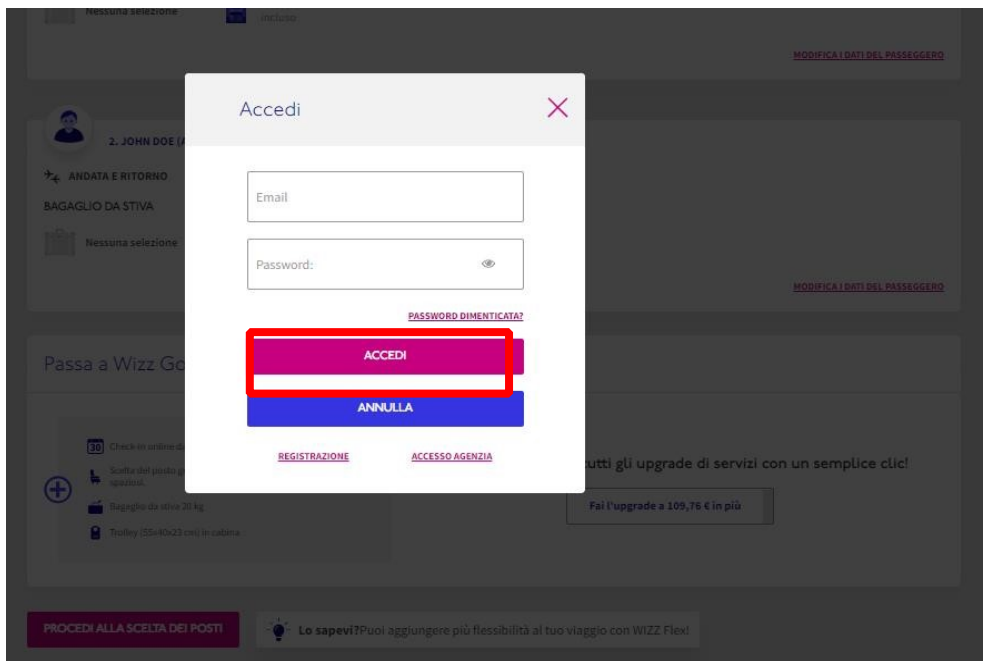 Nessuna selezione
incluso
MODIFICA I DATI DEL PASSEGGERO
Accedi
2. JOHN DOE (A
ANDATA E RITORNO
Email
BAGAGLIO DA STIVA
Nessuna selezione
Password:
MODIFICA I DATI DEL PASSEGGERO
PASSWORD DIMENTICATA?
ACCEDI
Passa a Wizz Go
ANNULLA
REGISTRAZIONE
ACCESSO AGENZIA
30 Check-in online da
Scelta del posto g
spaziosi.
tutti gli upgrade di servizi con un semplice clic!
Bagaglio da stiva 20 kg
Fai l'upgrade a 109,76 € in più
Trolley (55x40x23 cm) in cabina
PROCEDI ALLA SCELTA DEI POSTI
Lo sapevi?Puoi aggiungere più flessibilità al tuo viaggio con WIZZ Flex!